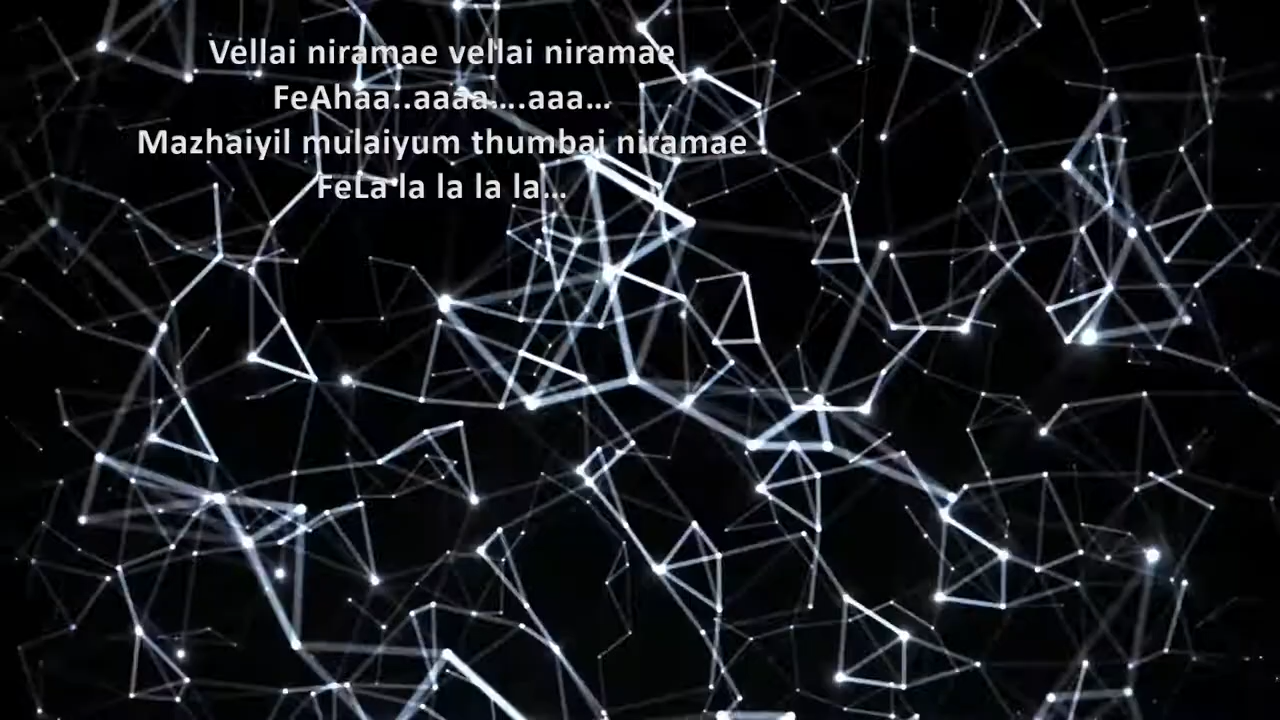 Vellai niramae vellai niramae
FeAhaa..aaaa....aaa...
Mazhaiyil mulaiyum thumbai niramae
FeLa la la la la...